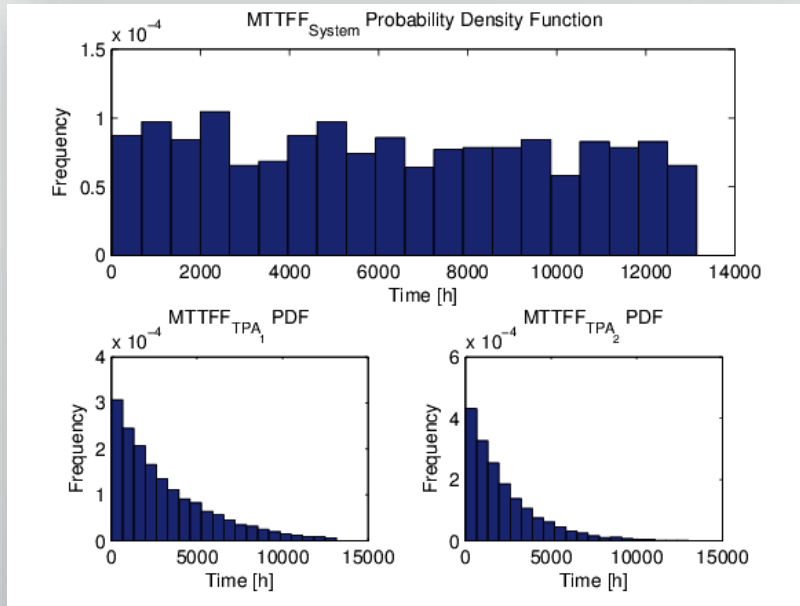 MTTFF_System Probability Density Function
x 10^-4
1.5
1
0.5
0
Frequency
0 2000 4000 6000 8000 10000 12000 14000
Time [h]
MTTFF_TPA_1 PDF
x 10^-4
4
3
2
1
0
Frequency
0 5000 10000 15000
Time [h]
MTTFF_TPA_2 PDF
x 10^-4
6
4
2
0
Frequency
0 5000 10000 15000
Time [h]